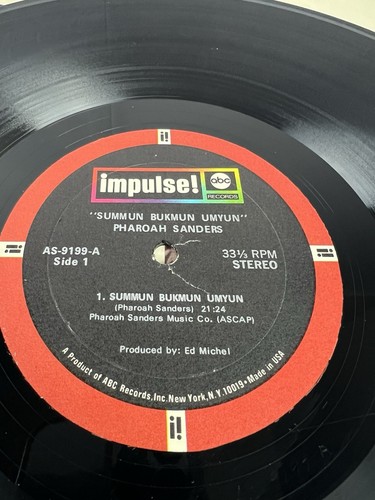 i!
impulse! abc
RECORDS
"SUMMUN BUKMUN UMYUN"
PHAROAH SANDERS
AS-9199-A
Side 1
33⅓ RPM
STEREO
i!
i!
1. SUMMUN BUKMUN UMYUN
(Pharoah Sanders) 21:24
Pharoah Sanders Music Co. (ASCAP)
Produced by: Ed Michel
A Product of ABC Records, Inc. New York, N.Y. 10019 • Made in USA
i!